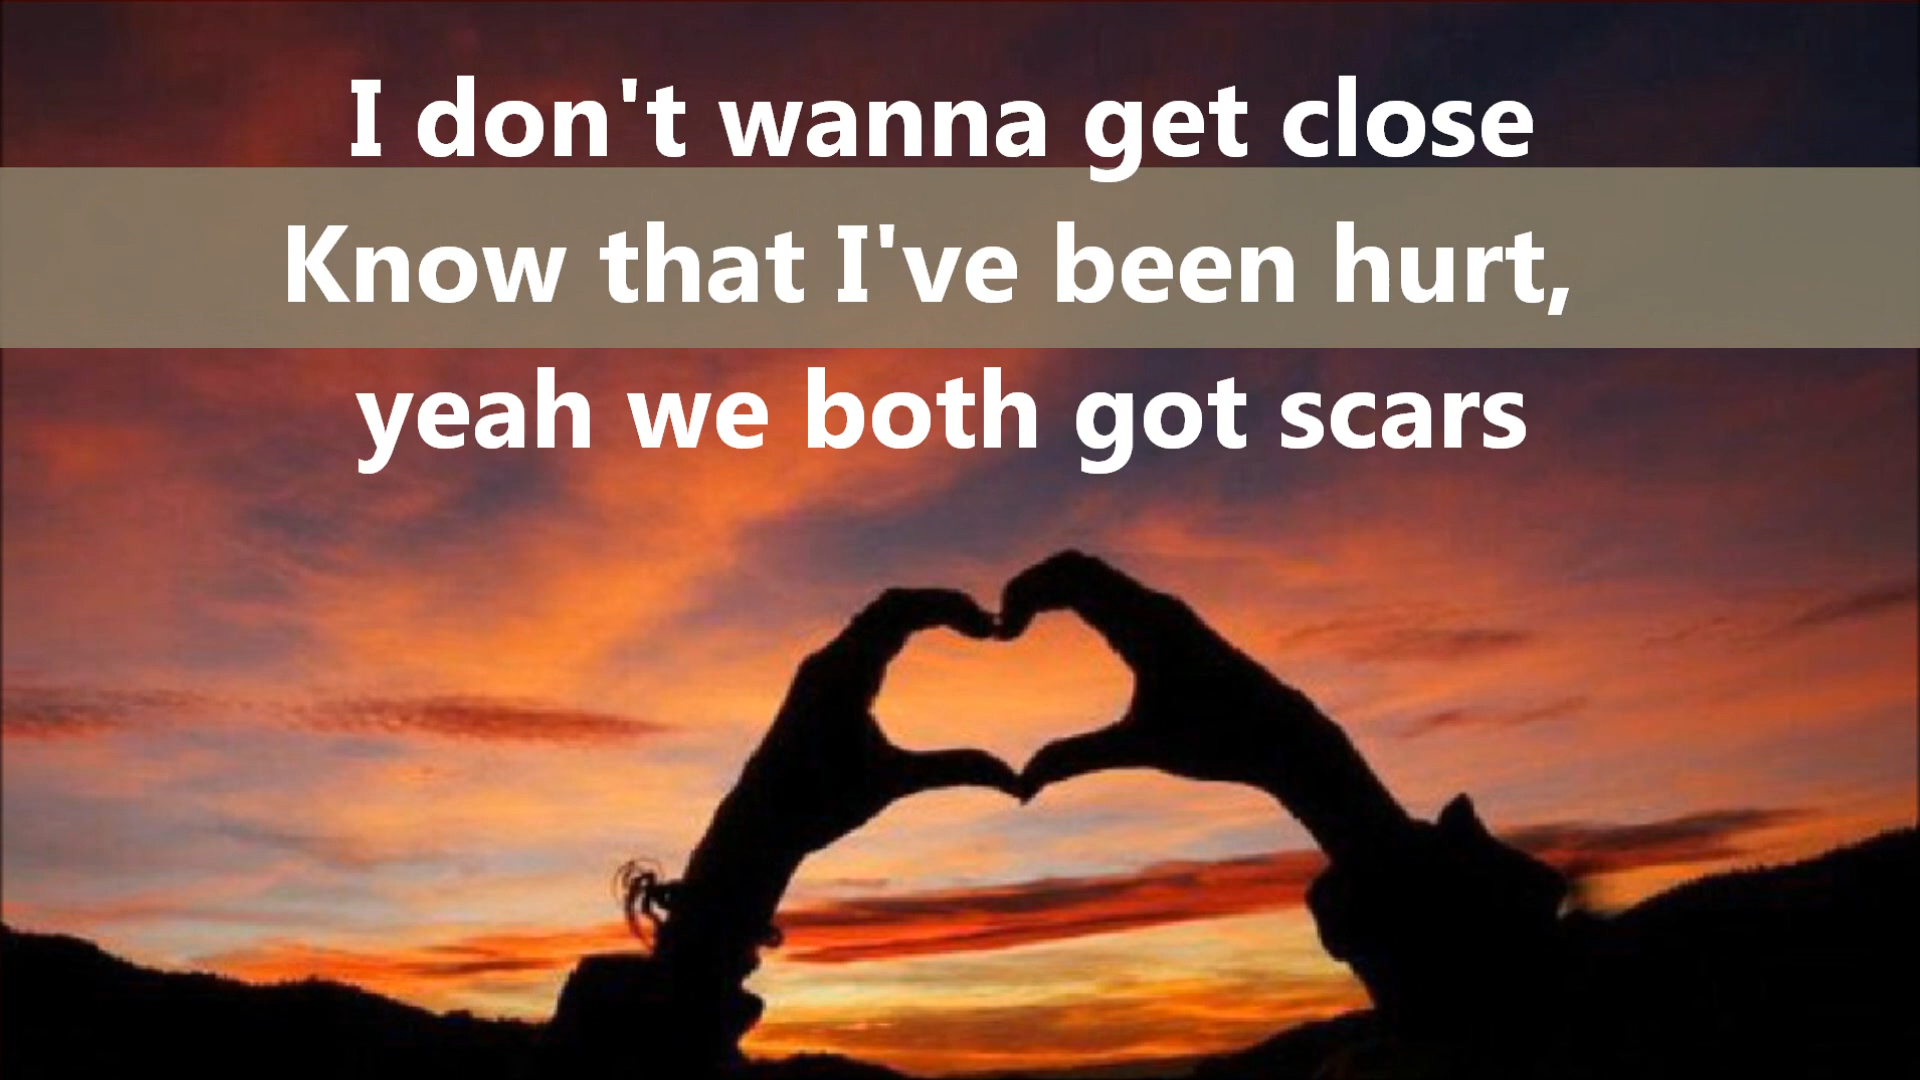 I don't wanna get close
Know that I've been hurt,
yeah we both got scars